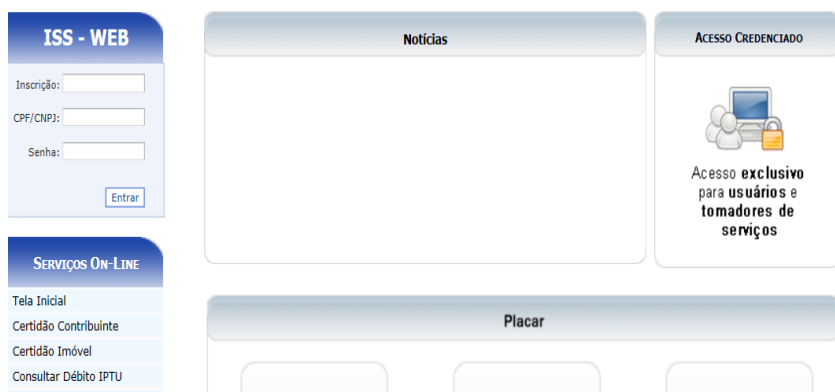 ISS - WEB
Inscrição:
CPF/CNPJ:
Senha:
Entrar
Serviços On-Line
Tela Inicial
Certidão Contribuinte
Certidão Imóvel
Consultar Débito IPTU
Notícias
Acesso Credenciado
Acesso exclusivo
para usuários e
tomadores de
serviços
Placar